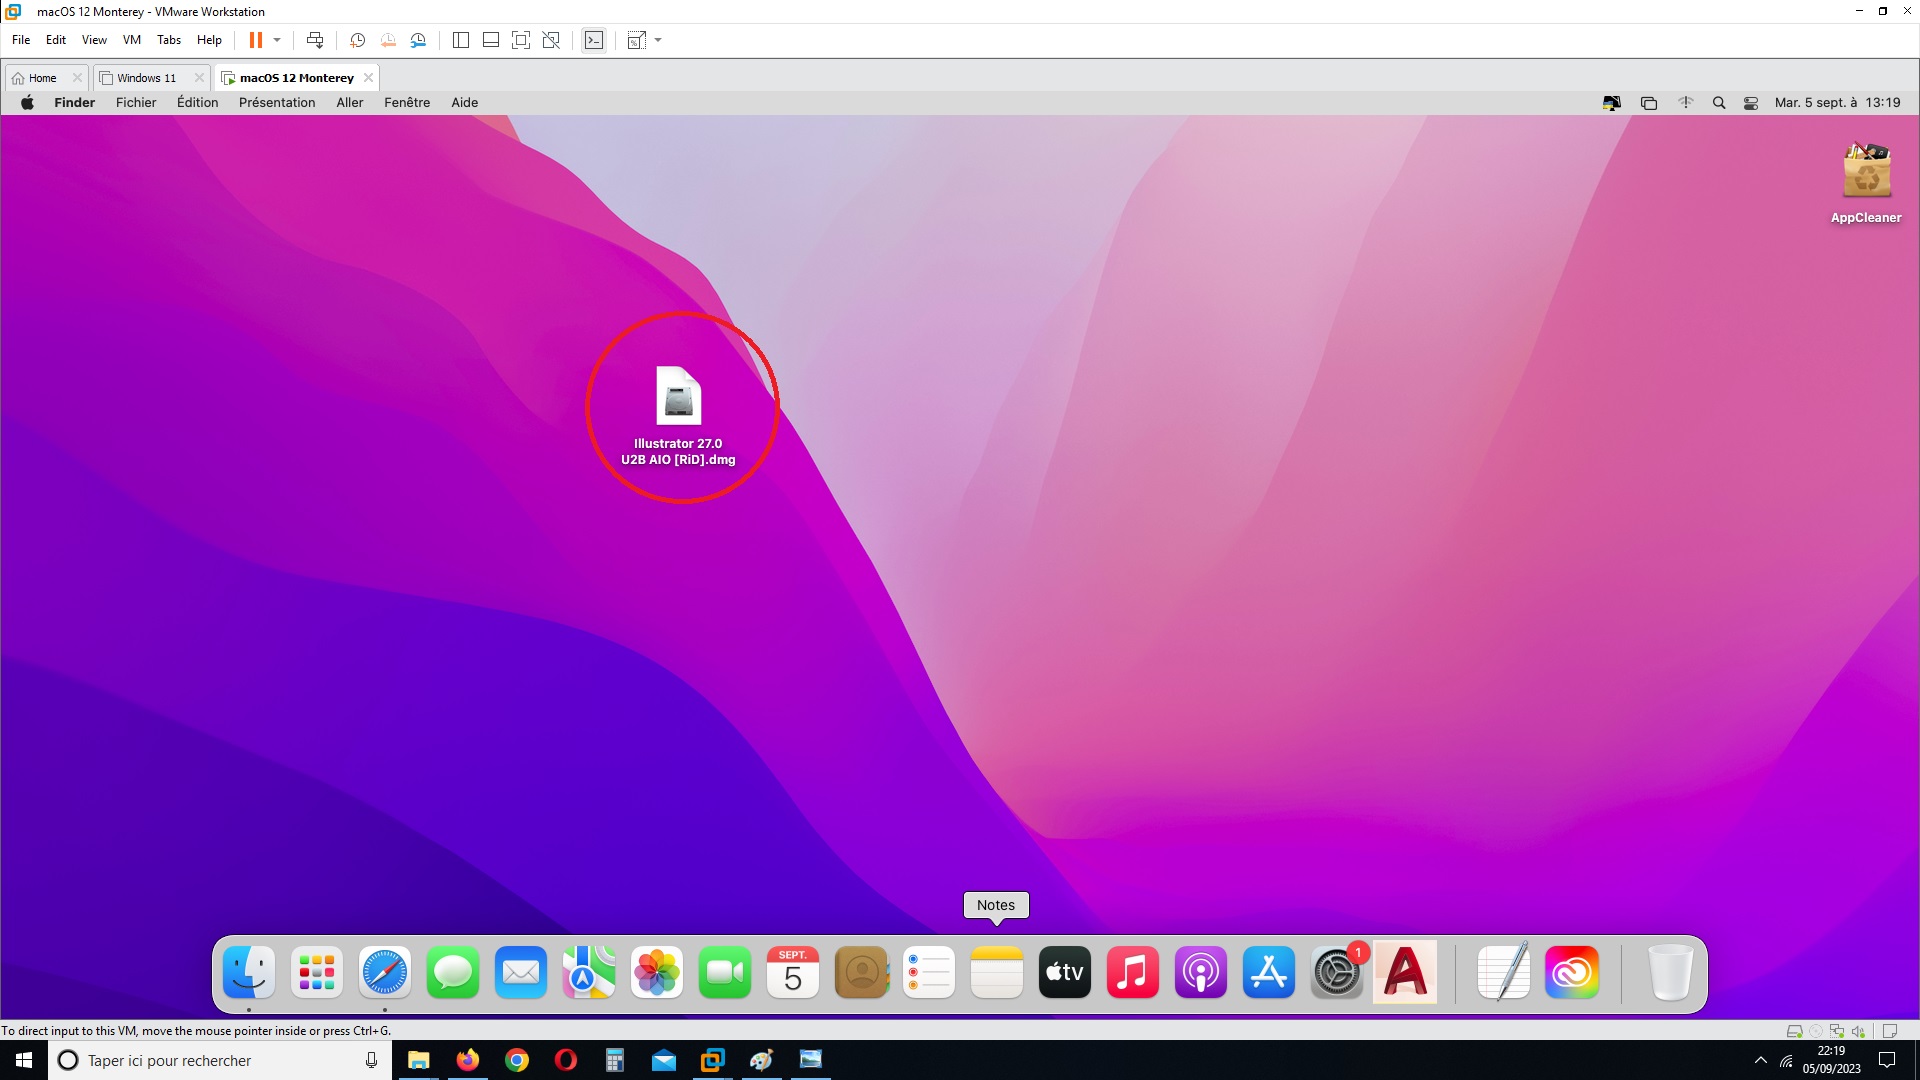 macOS 12 Monterey - VMware Workstation
File Edit View VM Tabs Help
Home Windows 11 macOS 12 Monterey
Finder Fichier Édition Présentation Aller Fenêtre Aide Mar. 5 sept. à 13:19
AppCleaner
Illustrator 27.0
U2B AIO [RiD].dmg
Notes
SEPT.
5
tv
1
To direct input to this VM, move the mouse pointer inside or press Ctrl+G.
Taper ici pour rechercher
22:19
05/09/2023